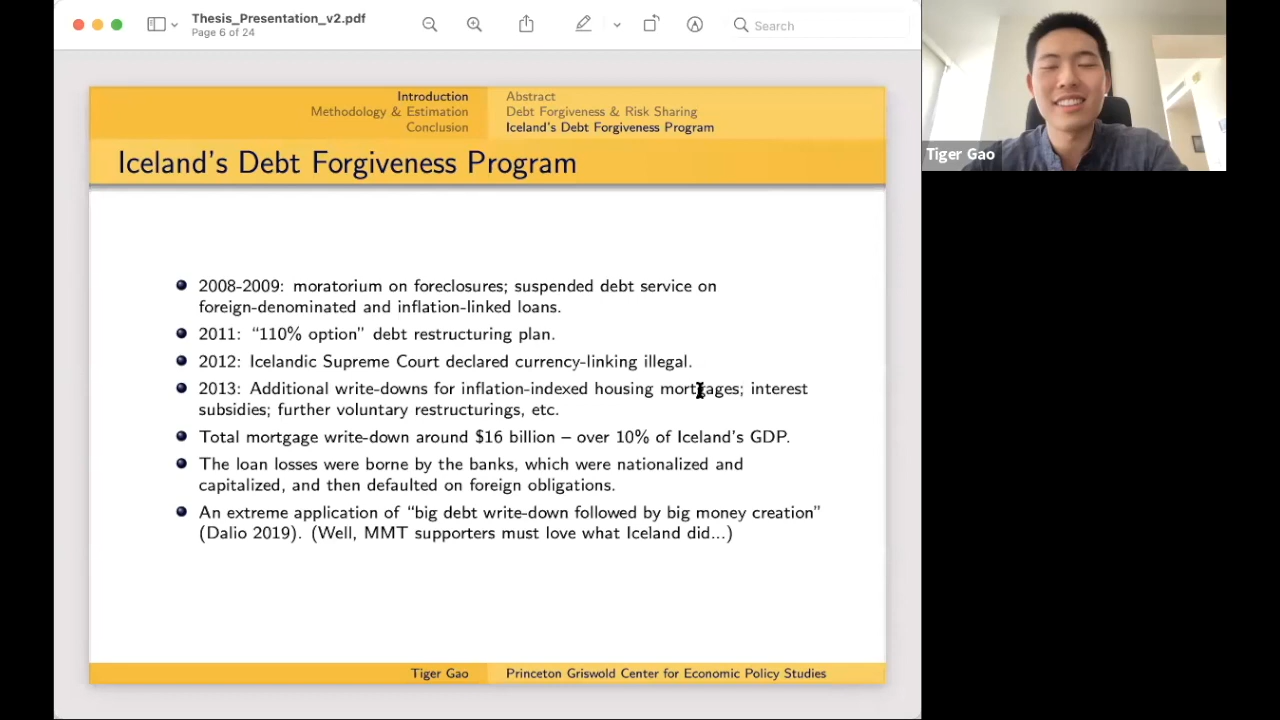 Thesis_Presentation_v2.pdf
Page 6 of 24
Search
Introduction
Methodology & Estimation
Conclusion
Abstract
Debt Forgiveness & Risk Sharing
Iceland's Debt Forgiveness Program
Iceland's Debt Forgiveness Program
2008-2009: moratorium on foreclosures; suspended debt service on
foreign-denominated and inflation-linked loans.
2011: “110% option” debt restructuring plan.
2012: Icelandic Supreme Court declared currency-linking illegal.
2013: Additional write-downs for inflation-indexed housing mortgages; interest
subsidies; further voluntary restructurings, etc.
Total mortgage write-down around $16 billion – over 10% of Iceland's GDP.
The loan losses were borne by the banks, which were nationalized and
capitalized, and then defaulted on foreign obligations.
An extreme application of “big debt write-down followed by big money creation”
(Dalio 2019). (Well, MMT supporters must love what Iceland did...)
Tiger Gao
Princeton Griswold Center for Economic Policy Studies
Tiger Gao